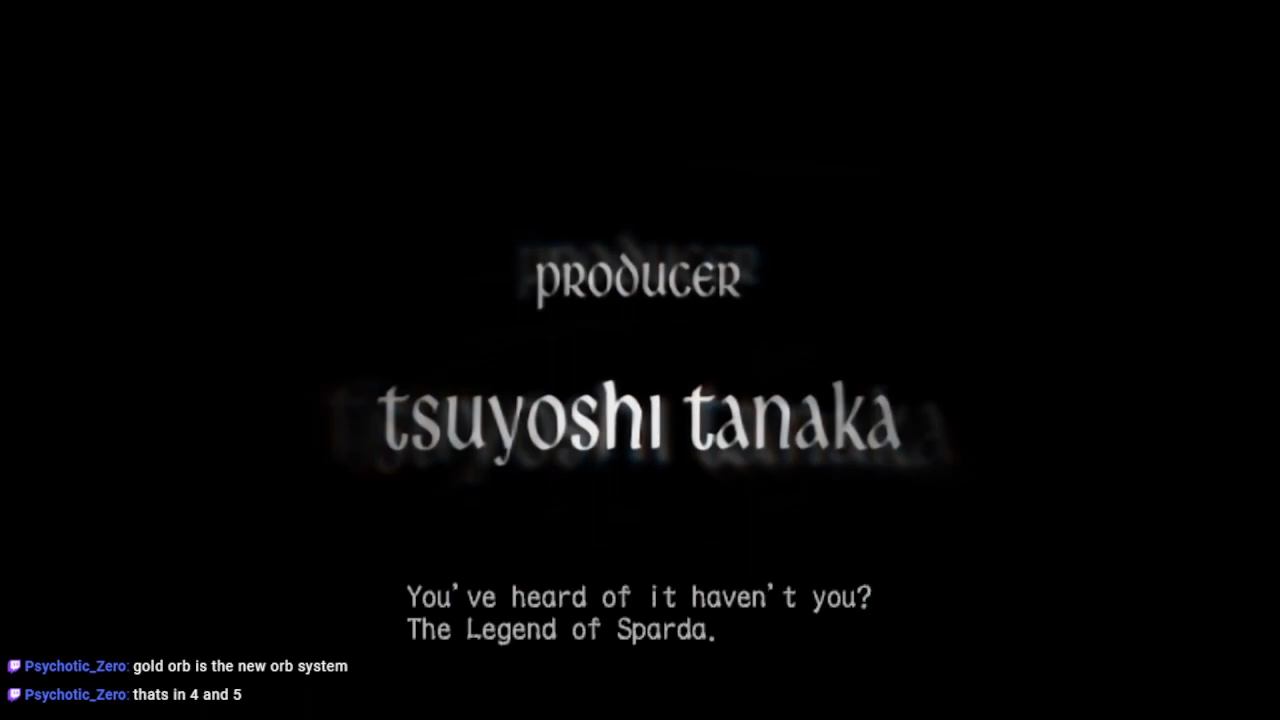 producer
tsuyoshi tanaka
You've heard of it haven't you?
The Legend of Sparda.
Psychotic_Zero: gold orb is the new orb system
Psychotic_Zero: thats in 4 and 5